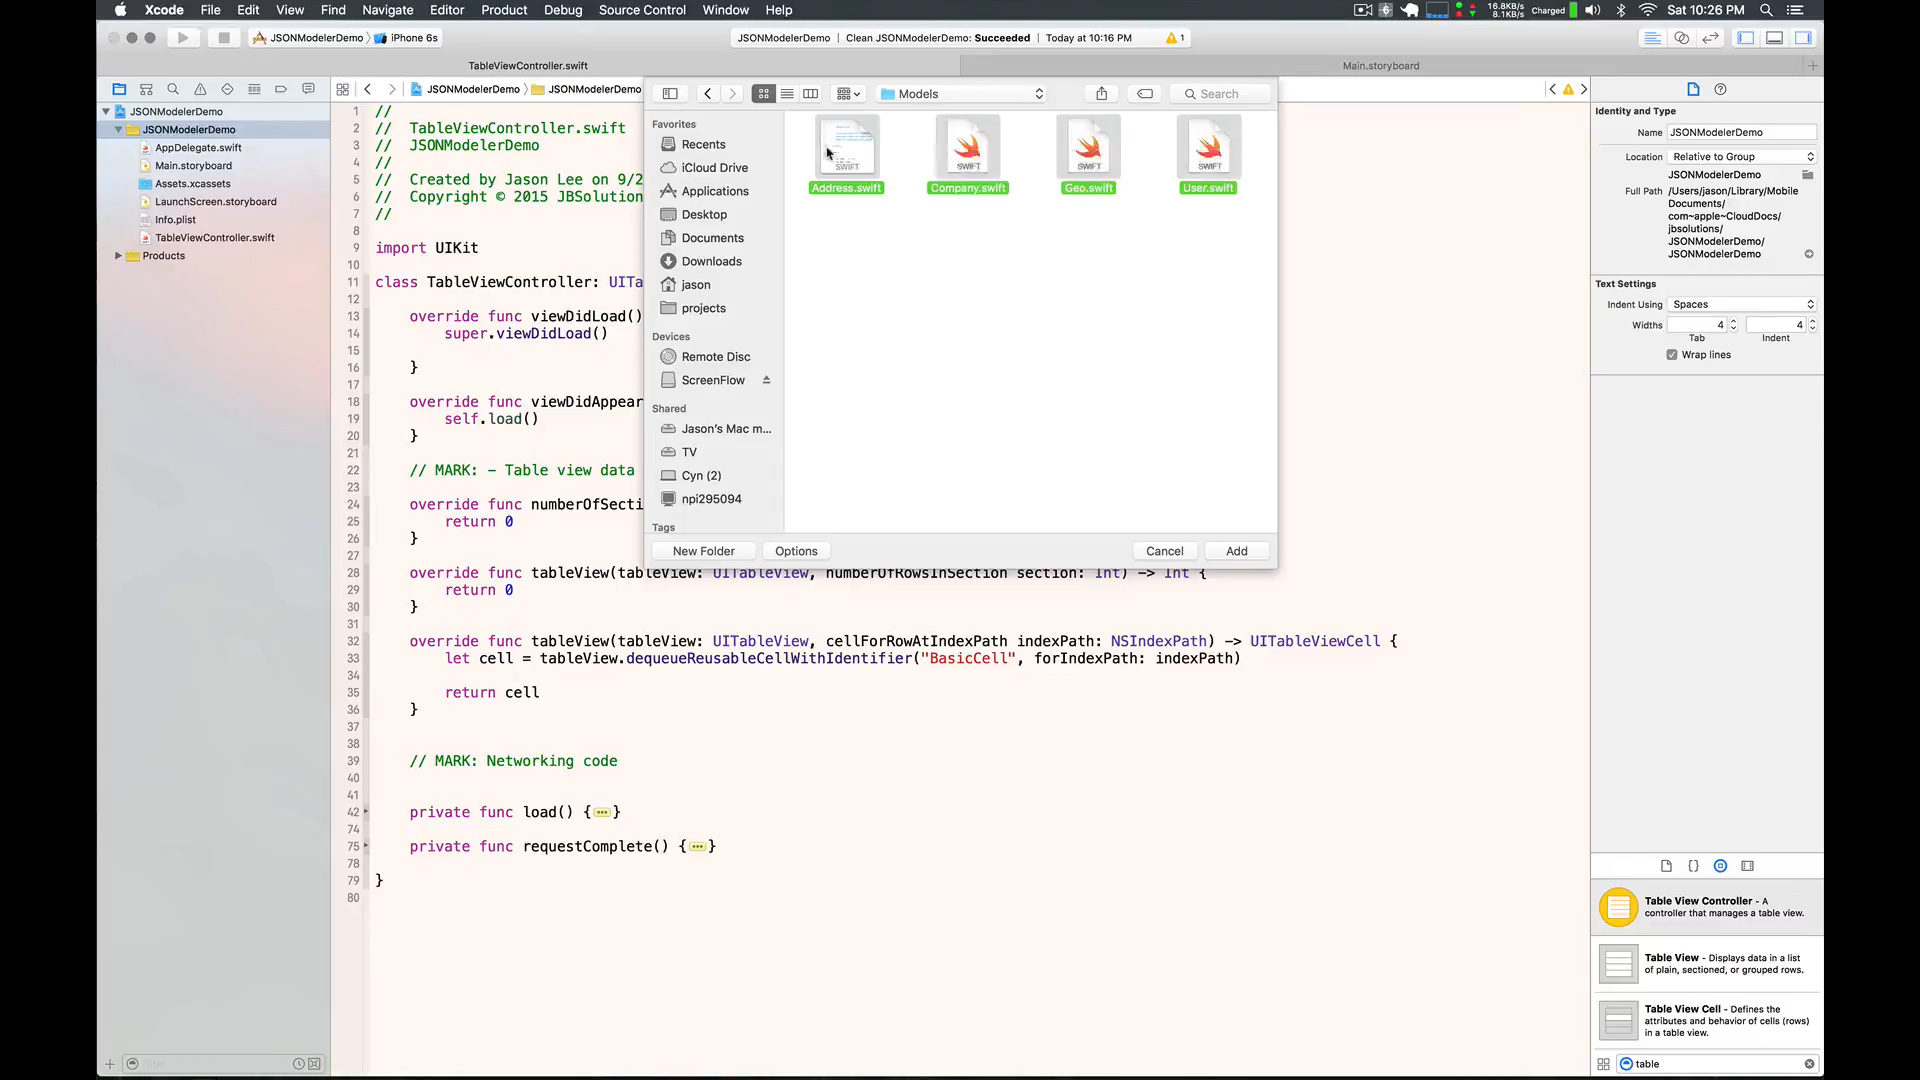 Xcode File Edit View Find Navigate Editor Product Debug Source Control Window Help
16.8KB/s
8.1KB/s
Charged
Sat 10:26 PM
JSONModelerDemo iPhone 6s
JSONModelerDemo | Clean JSONModelerDemo: Succeeded | Today at 10:16 PM
1
TableViewController.swift
Main.storyboard
JSONModelerDemo
JSONModelerDemo
AppDelegate.swift
Main.storyboard
Assets.xcassets
LaunchScreen.storyboard
Info.plist
TableViewController.swift
Products
Filter
JSONModelerDemo JSONModelerDemo
1 //
2 // TableViewController.swift
3 // JSONModelerDemo
4 //
5 // Created by Jason Lee on 9/2
6 // Copyright © 2015 JBSolution
7 //
8
9 import UIKit
10
11 class TableViewController: UITa
12
13 override func viewDidLoad()
14 super.viewDidLoad()
15
16 }
17
18 override func viewDidAppear
19 self.load()
20 }
21
22 // MARK: - Table view data
23
24 override func numberOfSecti
25 return 0
26 }
27
28 override func tableView(tableView: UITableView, numberOfRowsInSection section: Int) -> Int {
29 return 0
30 }
31
32 override func tableView(tableView: UITableView, cellForRowAtIndexPath indexPath: NSIndexPath) -> UITableViewCell {
33 let cell = tableView.dequeueReusableCellWithIdentifier("BasicCell", forIndexPath: indexPath)
34
35 return cell
36 }
37
38
39 // MARK: Networking code
40
41
42 private func load() {•••}
74
75 private func requestComplete() {•••}
78
79 }
80
Models
Search
Favorites
Recents
iCloud Drive
Applications
Desktop
Documents
Downloads
jason
projects
Devices
Remote Disc
ScreenFlow
Shared
Jason's Mac m...
TV
Cyn (2)
npi295094
Tags
SWIFT SWIFT SWIFT SWIFT
Address.swift Company.swift Geo.swift User.swift
New Folder Options Cancel Add
Identity and Type
Name JSONModelerDemo
Location Relative to Group
JSONModelerDemo
Full Path /Users/jason/Library/Mobile
Documents/
com~apple~CloudDocs/
jbsolutions/
JSONModelerDemo/
JSONModelerDemo
Text Settings
Indent Using Spaces
Widths 4 4
Tab Indent
Wrap lines
Table View Controller - A
controller that manages a table view.
Table View - Displays data in a list
of plain, sectioned, or grouped rows.
Table View Cell - Defines the
attributes and behavior of cells (rows)
in a table view.
table